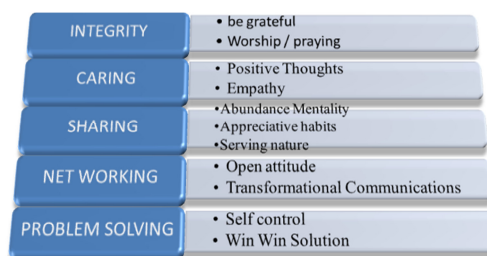 INTEGRITY
• be grateful
• Worship / praying
CARING
• Positive Thoughts
• Empathy
SHARING
•Abundance Mentality
•Appreciative habits
•Serving nature
NET WORKING
• Open attitude
• Transformational Communications
PROBLEM SOLVING
• Self control
• Win Win Solution